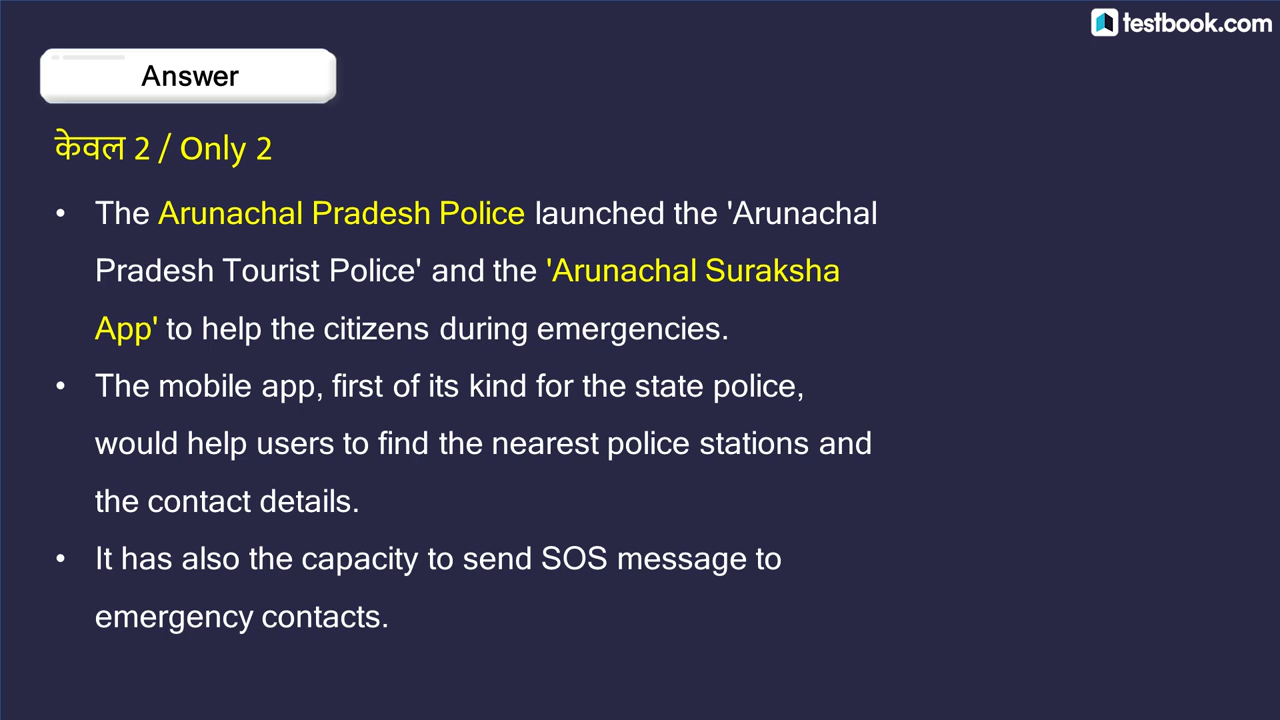 testbook.com
Answer
केवल 2 / Only 2
• The Arunachal Pradesh Police launched the 'Arunachal
Pradesh Tourist Police' and the 'Arunachal Suraksha
App' to help the citizens during emergencies.
• The mobile app, first of its kind for the state police,
would help users to find the nearest police stations and
the contact details.
• It has also the capacity to send SOS message to
emergency contacts.